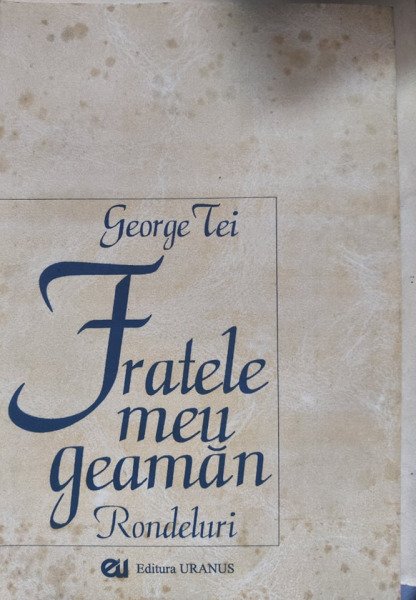 George Tei
Fratele
meu
geamăn
Rondeluri
eu Editura URANUS